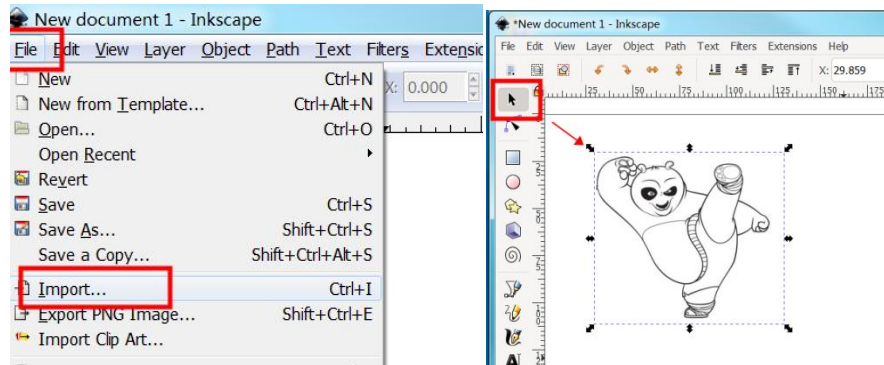 New document 1 - Inkscape
File Edit View Layer Object Path Text Filters Extensio
New Ctrl+N
New from Template... Ctrl+Alt+N
Open... Ctrl+O
Open Recent
Revert
Save Ctrl+S
Save As... Shift+Ctrl+S
Save a Copy... Shift+Ctrl+Alt+S
Import... Ctrl+I
Export PNG Image... Shift+Ctrl+E
Import Clip Art...
X: 0.000
*New document 1 - Inkscape
File Edit View Layer Object Path Text Filters Extensions Help
X: 29.859
25 50 75 100 125 150 175